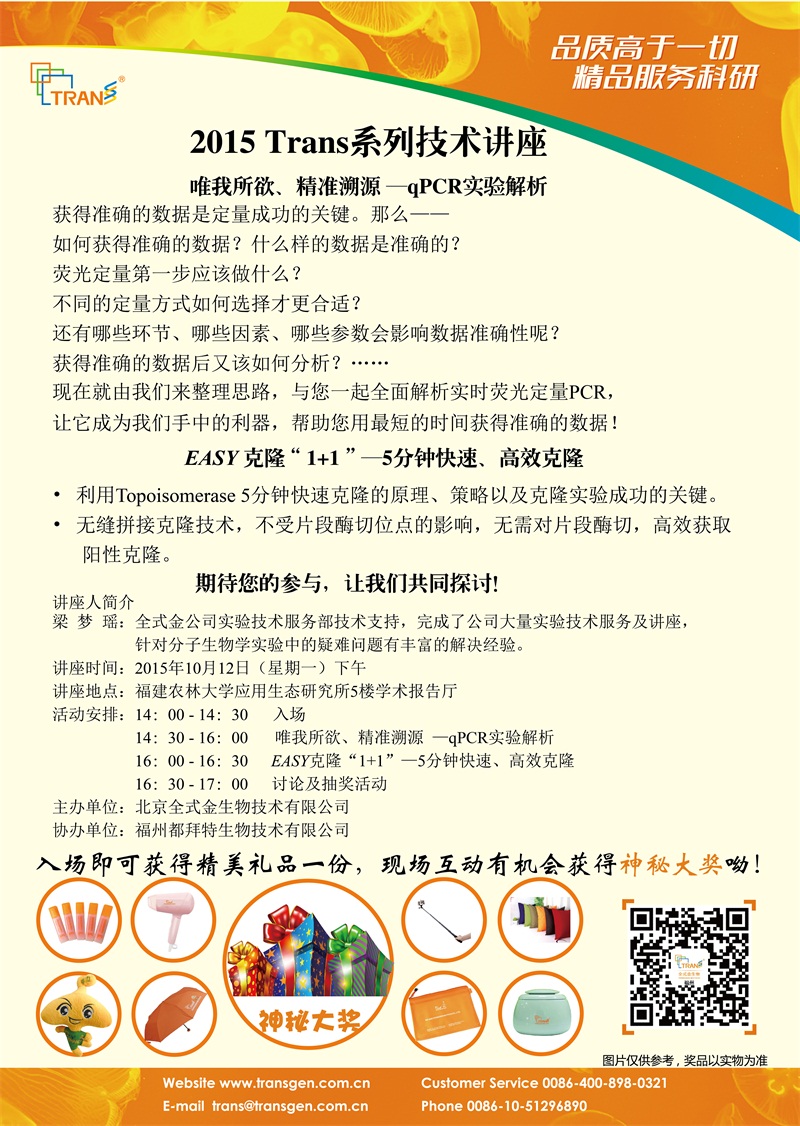 品质高于一切
精品服务科研
TRANS®
2015 Trans系列技术讲座
唯我所欲、精准溯源 —qPCR实验解析
获得准确的数据是定量成功的关键。那么——
如何获得准确的数据？什么样的数据是准确的？
荧光定量第一步应该做什么？
不同的定量方式如何选择才更合适？
还有哪些环节、哪些因素、哪些参数会影响数据准确性呢？
获得准确的数据后又该如何分析？……
现在就由我们来整理思路，与您一起全面解析实时荧光定量PCR，
让它成为我们手中的利器，帮助您用最短的时间获得准确的数据！
EASY 克隆“1+1”—5分钟快速、高效克隆
• 利用Topoisomerase 5分钟快速克隆的原理、策略以及克隆实验成功的关键。
• 无缝拼接克隆技术，不受片段酶切位点的影响，无需对片段酶切，高效获取
阳性克隆。
期待您的参与，让我们共同探讨！
讲座人简介
梁 梦 瑶：全式金公司实验技术服务部技术支持，完成了公司大量实验技术服务及讲座，
针对分子生物学实验中的疑难问题有丰富的解决经验。
讲座时间：2015年10月12日（星期一）下午
讲座地点：福建农林大学应用生态研究所5楼学术报告厅
活动安排：14：00 - 14：30 入场
14：30 - 16：00 唯我所欲、精准溯源 —qPCR实验解析
16：00 - 16：30 EASY克隆“1+1”—5分钟快速、高效克隆
16：30 - 17：00 讨论及抽奖活动
主办单位：北京全式金生物技术有限公司
协办单位：福州都拜特生物技术有限公司
入场即可获得精美礼品一份，现场互动有机会获得神秘大奖呦！
神秘大奖
TRANS
图片仅供参考，奖品以实物为准
Website www.transgen.com.cn
Customer Service 0086-400-898-0321
E-mail trans@transgen.com.cn
Phone 0086-10-51296890